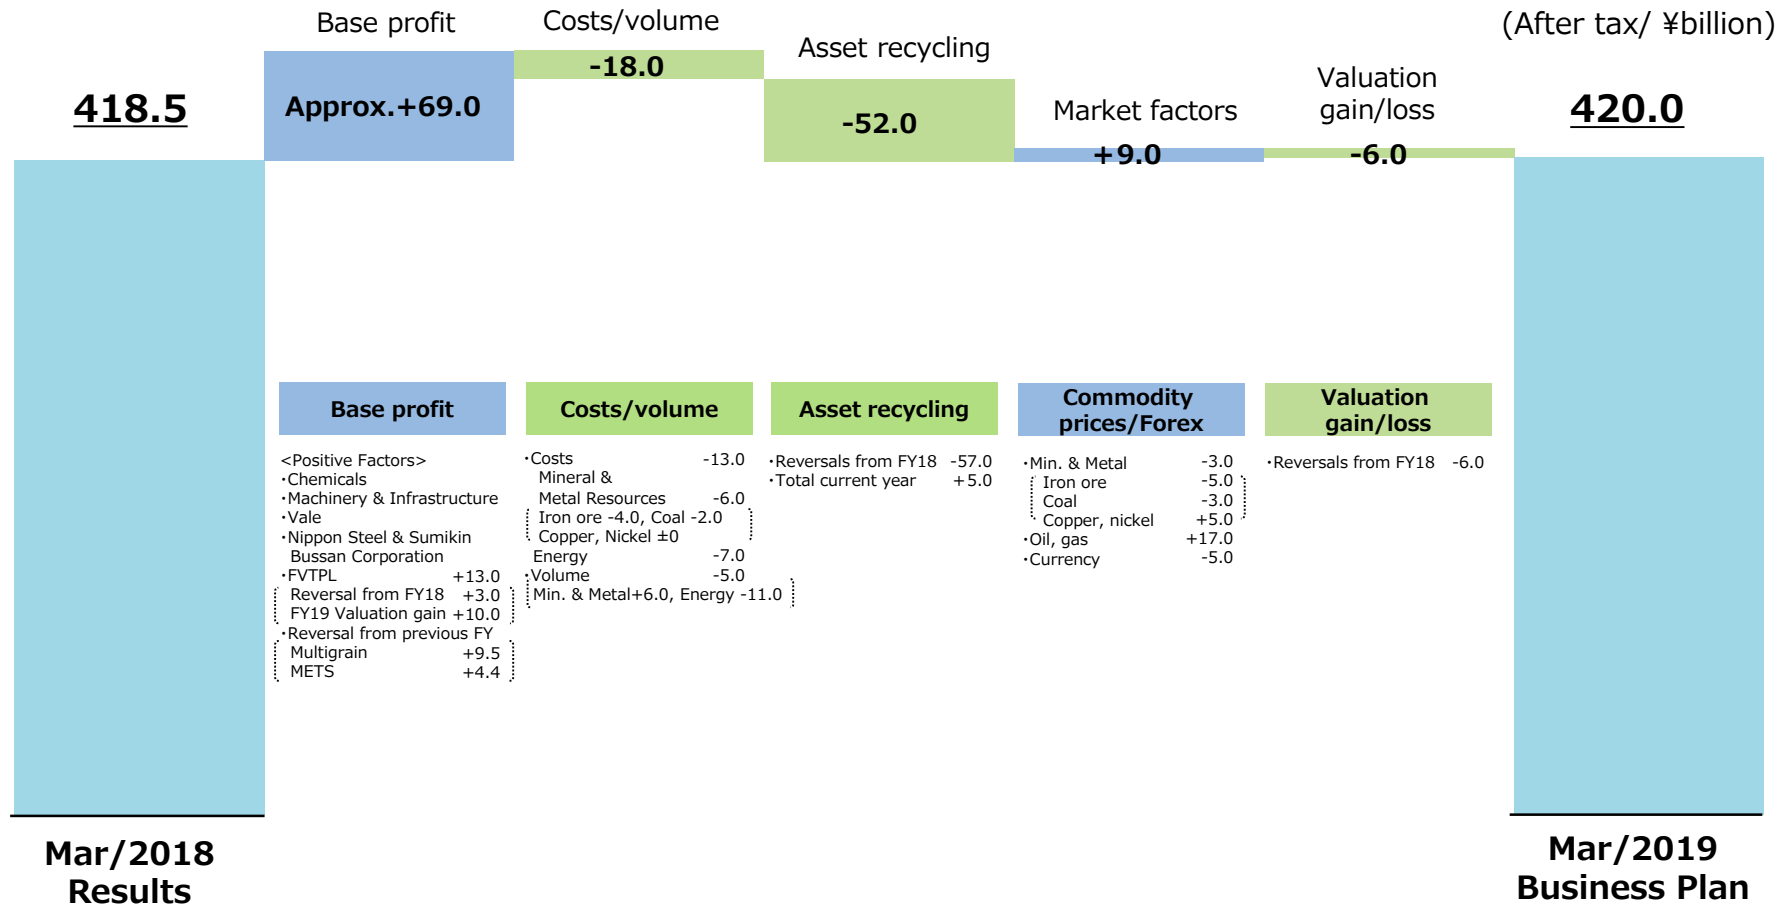 (After tax/ ¥billion)
418.5
Base profit
Approx.+69.0
Costs/volume
-18.0
Asset recycling
-52.0
Market factors
+9.0
Valuation
gain/loss
-6.0
420.0
Base profit
<Positive Factors>
・Chemicals
・Machinery & Infrastructure
・Vale
・Nippon Steel & Sumikin
Bussan Corporation
・FVTPL +13.0
Reversal from FY18 +3.0
FY19 Valuation gain +10.0
・Reversal from previous FY
Multigrain +9.5
METS +4.4
Costs/volume
・Costs -13.0
Mineral &
Metal Resources -6.0
Iron ore -4.0, Coal -2.0
Copper, Nickel ±0
Energy -7.0
・Volume -5.0
Min. & Metal+6.0, Energy -11.0
Asset recycling
・Reversals from FY18 -57.0
・Total current year +5.0
Commodity
prices/Forex
・Min. & Metal -3.0
Iron ore -5.0
Coal -3.0
Copper, nickel +5.0
・Oil, gas +17.0
・Currency -5.0
Valuation
gain/loss
・Reversals from FY18 -6.0
Mar/2018
Results
Mar/2019
Business Plan